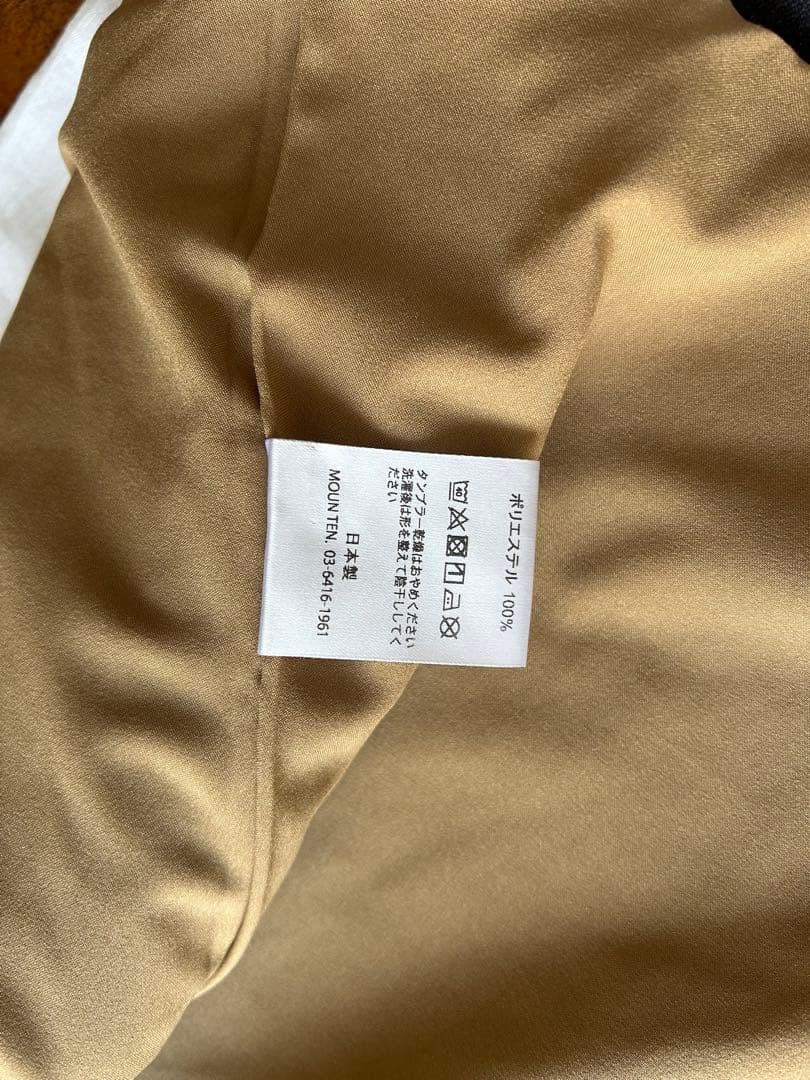 ポリエステル 100%
40
タンブラー乾燥はおやめください
洗濯後は形を整えて陰干ししてく
ださい
日本製
MOUN TEN. 03-6416-1961